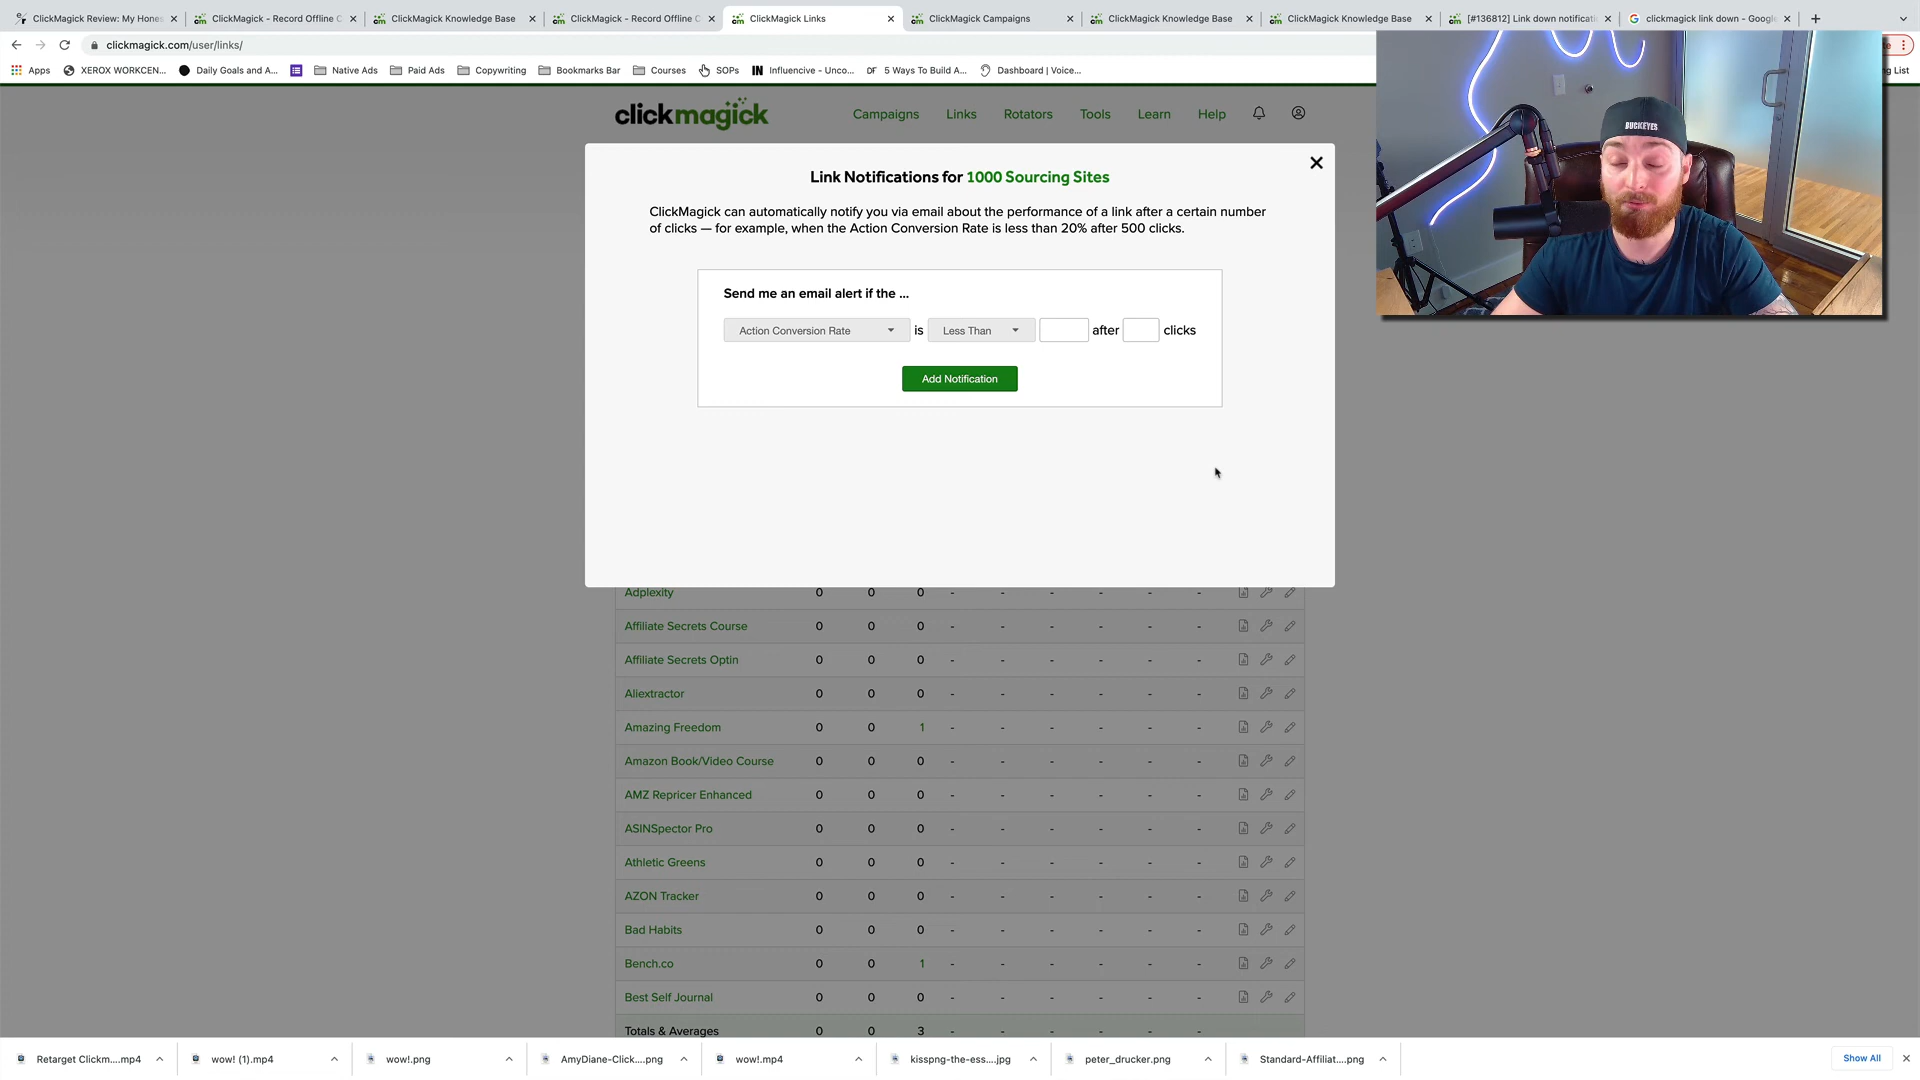 ClickMagick Review: My Hones
ClickMagick - Record Offline C
ClickMagick Knowledge Base
ClickMagick - Record Offline C
ClickMagick Links
ClickMagick Campaigns
ClickMagick Knowledge Base
ClickMagick Knowledge Base
[#136812] Link down notificati
clickmagick link down - Google
clickmagick.com/user/links/
Apps
XEROX WORKCEN...
Daily Goals and A...
Native Ads
Paid Ads
Copywriting
Bookmarks Bar
Courses
SOPs
IN Influencive - Unco...
DF 5 Ways To Build A...
Dashboard | Voice...
ng List
BUCKEYES
clickmagick
Campaigns
Links
Rotators
Tools
Learn
Help
Link Notifications for 1000 Sourcing Sites
ClickMagick can automatically notify you via email about the performance of a link after a certain number
of clicks — for example, when the Action Conversion Rate is less than 20% after 500 clicks.
Send me an email alert if the ...
Action Conversion Rate is Less Than after clicks
Add Notification
Adplexity 0 0 0 - - - - - -
Affiliate Secrets Course 0 0 0 - - - - - -
Affiliate Secrets Optin 0 0 0 - - - - - -
Aliextractor 0 0 0 - - - - - -
Amazing Freedom 0 0 1 - - - - - -
Amazon Book/Video Course 0 0 0 - - - - - -
AMZ Repricer Enhanced 0 0 0 - - - - - -
ASINSpector Pro 0 0 0 - - - - - -
Athletic Greens 0 0 0 - - - - - -
AZON Tracker 0 0 0 - - - - - -
Bad Habits 0 0 0 - - - - - -
Bench.co 0 0 1 - - - - - -
Best Self Journal 0 0 0 - - - - - -
Totals & Averages 0 0 3 - - - - - -
Retarget Clickm....mp4
wow! (1).mp4
wow!.png
AmyDiane-Click....png
wow!.mp4
kisspng-the-ess....jpg
peter_drucker.png
Standard-Affiliat....png
Show All